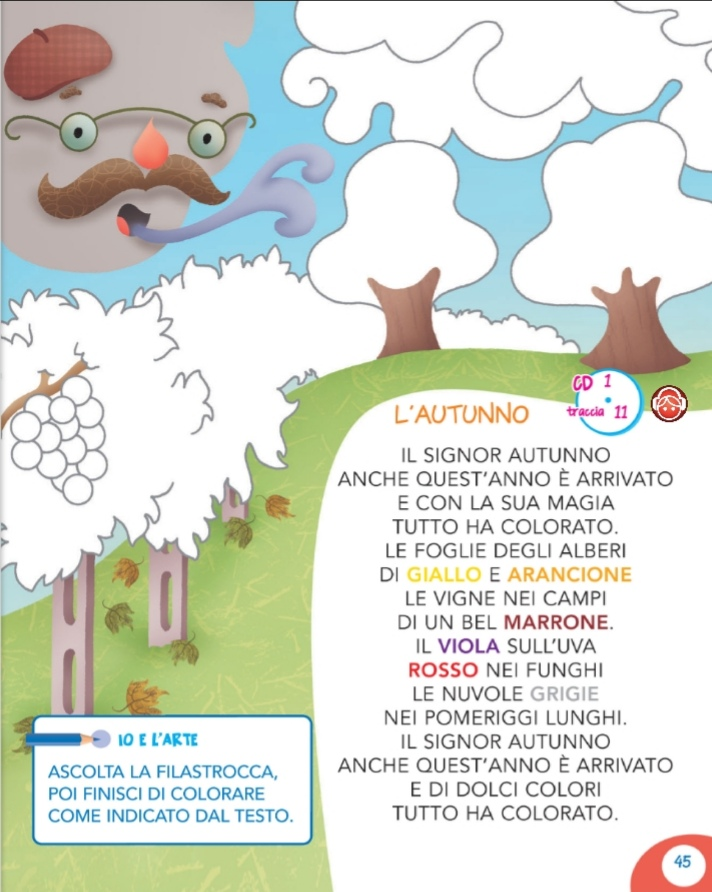 CD 1
traccia 11
L'AUTUNNO
IL SIGNOR AUTUNNO
ANCHE QUEST'ANNO È ARRIVATO
E CON LA SUA MAGIA
TUTTO HA COLORATO.
LE FOGLIE DEGLI ALBERI
DI GIALLO E ARANCIONE
LE VIGNE NEI CAMPI
DI UN BEL MARRONE.
IL VIOLA SULL'UVA
ROSSO NEI FUNGHI
LE NUVOLE GRIGIE
NEI POMERIGGI LUNGHI.
IL SIGNOR AUTUNNO
ANCHE QUEST'ANNO È ARRIVATO
E DI DOLCI COLORI
TUTTO HA COLORATO.
IO E L'ARTE
ASCOLTA LA FILASTROCCA,
POI FINISCI DI COLORARE
COME INDICATO DAL TESTO.
45